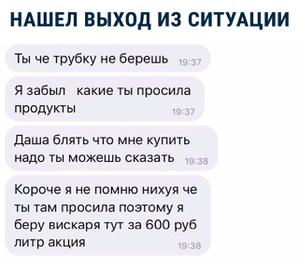 НАШЕЛ ВЫХОД ИЗ СИТУАЦИИ
Ты че трубку не берешь 19:37
Я забыл какие ты просила
продукты 19:37
Даша блять что мне купить
надо ты можешь сказать 19:38
Короче я не помню нихуя че
ты там просила поэтому я
беру вискаря тут за 600 руб
литр акция 19:38